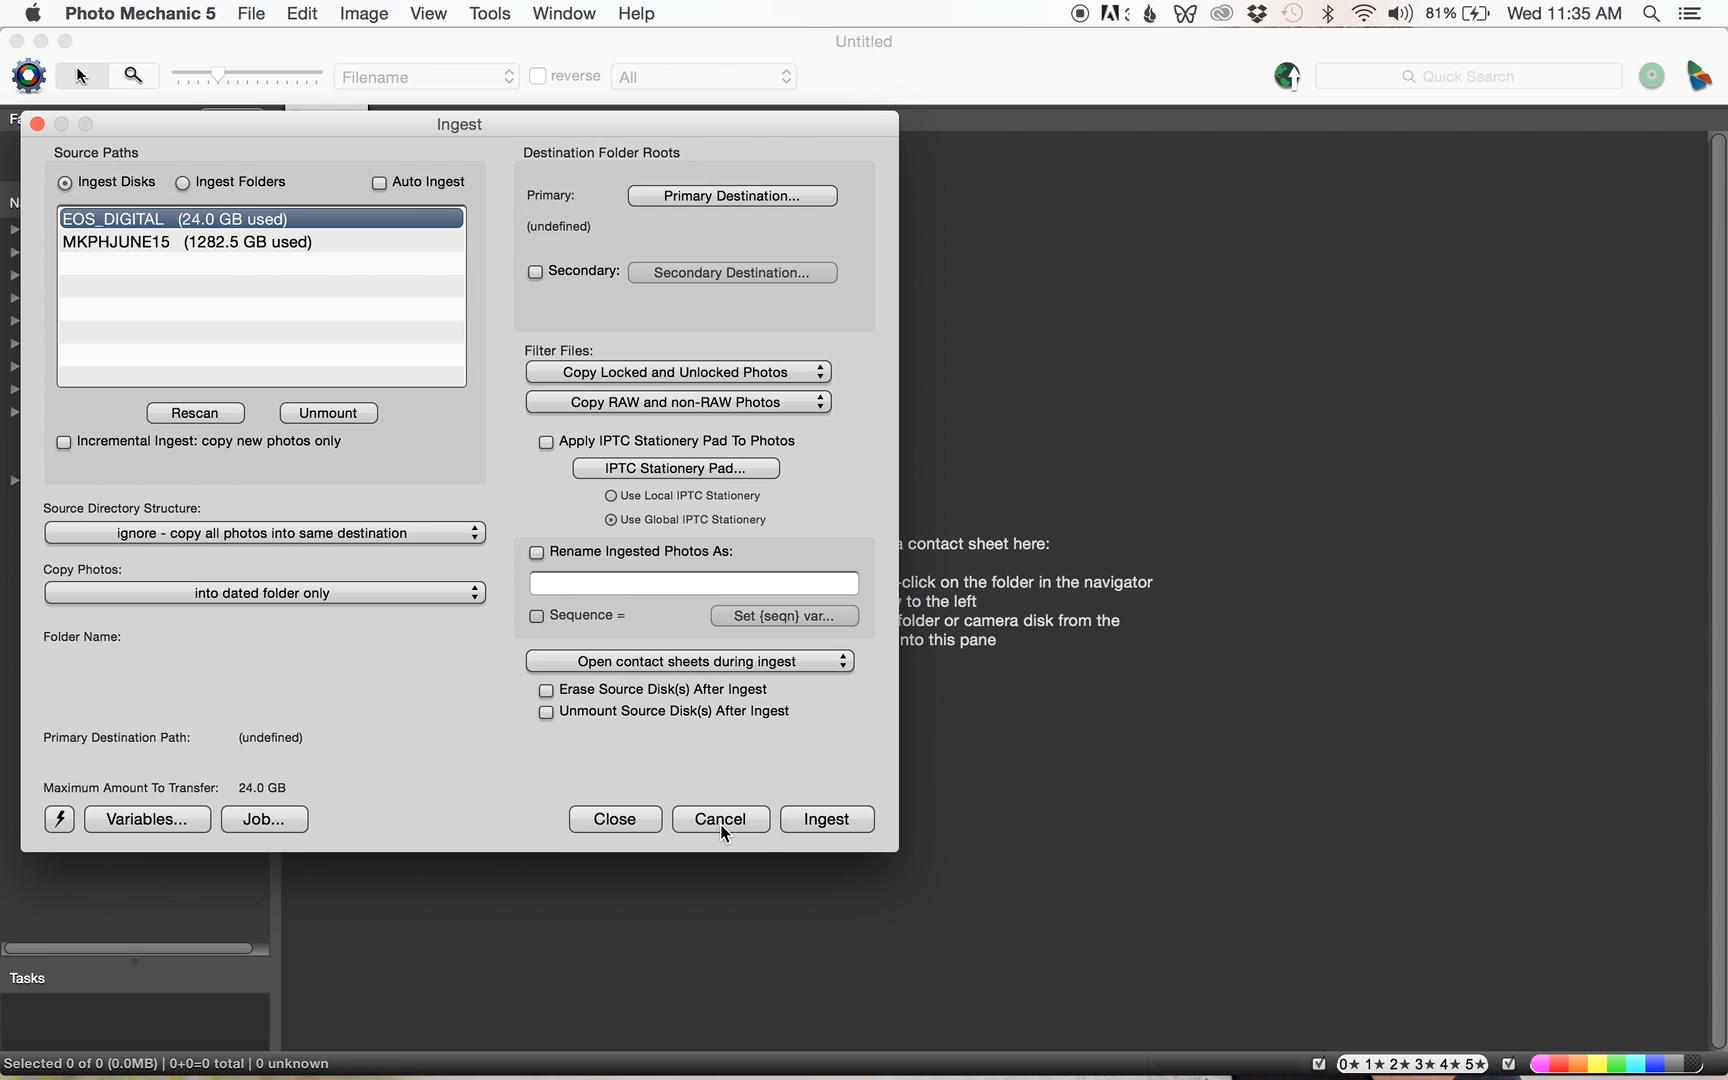 Photo Mechanic 5 File Edit Image View Tools Window Help 81% Wed 11:35 AM
Untitled
Filename reverse All Quick Search
Ingest
Source Paths
Ingest Disks Ingest Folders Auto Ingest
EOS_DIGITAL (24.0 GB used)
MKPHJUNE15 (1282.5 GB used)
Rescan Unmount
Incremental Ingest: copy new photos only
Source Directory Structure:
ignore - copy all photos into same destination
Copy Photos:
into dated folder only
Folder Name:
Primary Destination Path: (undefined)
Maximum Amount To Transfer: 24.0 GB
Variables... Job...
Destination Folder Roots
Primary: Primary Destination...
(undefined)
Secondary: Secondary Destination...
Filter Files:
Copy Locked and Unlocked Photos
Copy RAW and non-RAW Photos
Apply IPTC Stationery Pad To Photos
IPTC Stationery Pad...
Use Local IPTC Stationery
Use Global IPTC Stationery
Rename Ingested Photos As:
Sequence = Set {seqn} var...
Open contact sheets during ingest
Erase Source Disk(s) After Ingest
Unmount Source Disk(s) After Ingest
Close Cancel Ingest
a contact sheet here:
-click on the folder in the navigator
to the left
folder or camera disk from the
nto this pane
Tasks
Selected 0 of 0 (0.0MB) | 0+0=0 total | 0 unknown
0★ 1★ 2★ 3★ 4★ 5★